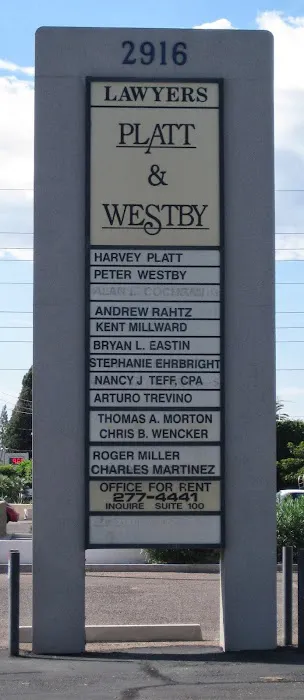 2916
LAWYERS
PLATT
&
WESTBY
HARVEY PLATT
PETER WESTBY
ANDREW RAHTZ
KENT MILLWARD
BRYAN L. EASTIN
STEPHANIE EHRBRIGHT
NANCY J TEFF, CPA
ARTURO TREVINO
THOMAS A. MORTON
CHRIS B. WENCKER
ROGER MILLER
CHARLES MARTINEZ
OFFICE FOR RENT
277-4441
INQUIRE SUITE 100